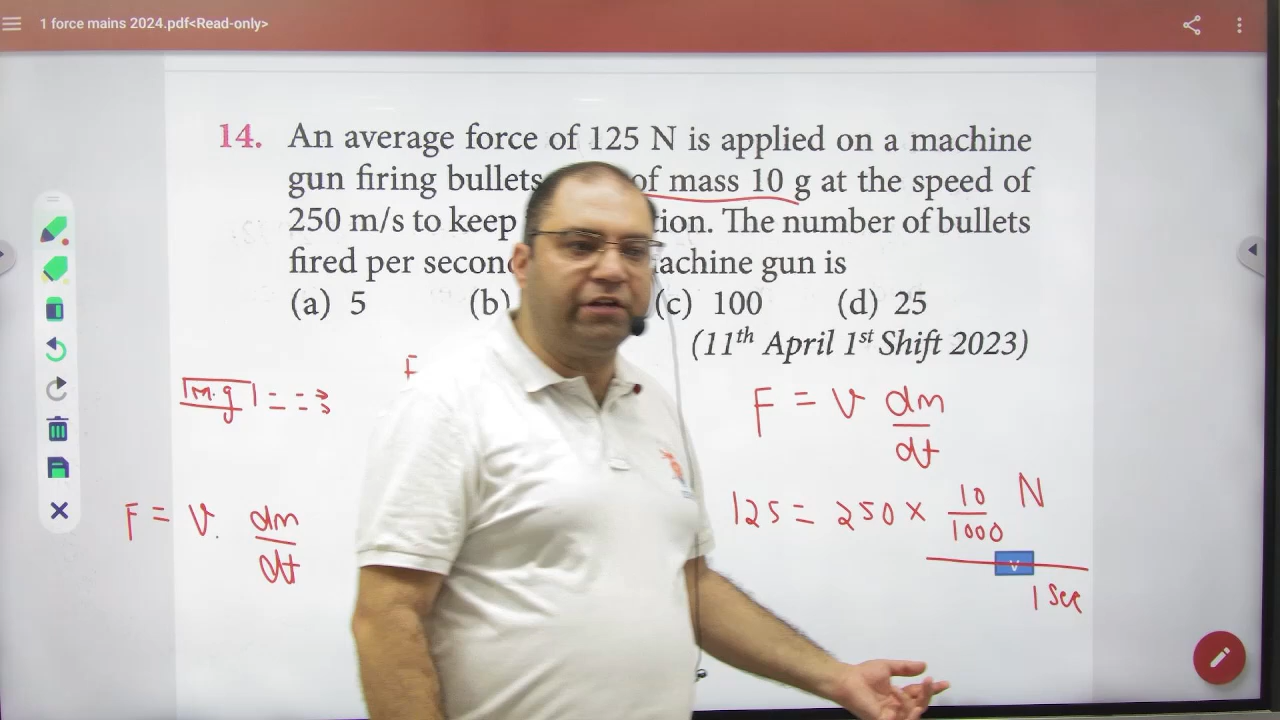 1 force mains 2024.pdf<Read-only>
14. An average force of 125 N is applied on a machine
gun firing bullets of mass 10 g at the speed of
250 m/s to keep tion. The number of bullets
fired per secon achine gun is
(a) 5 (b) (c) 100 (d) 25
(11th April 1st Shift 2023)
F
m.g
F = v dm
dt
F = v. dm
dt
125 = 250 × 10 N
1000
v
1 Sec